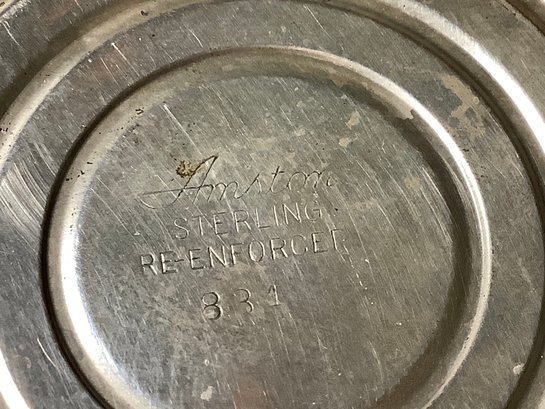 Amston
STERLING
RE-ENFORCED
831